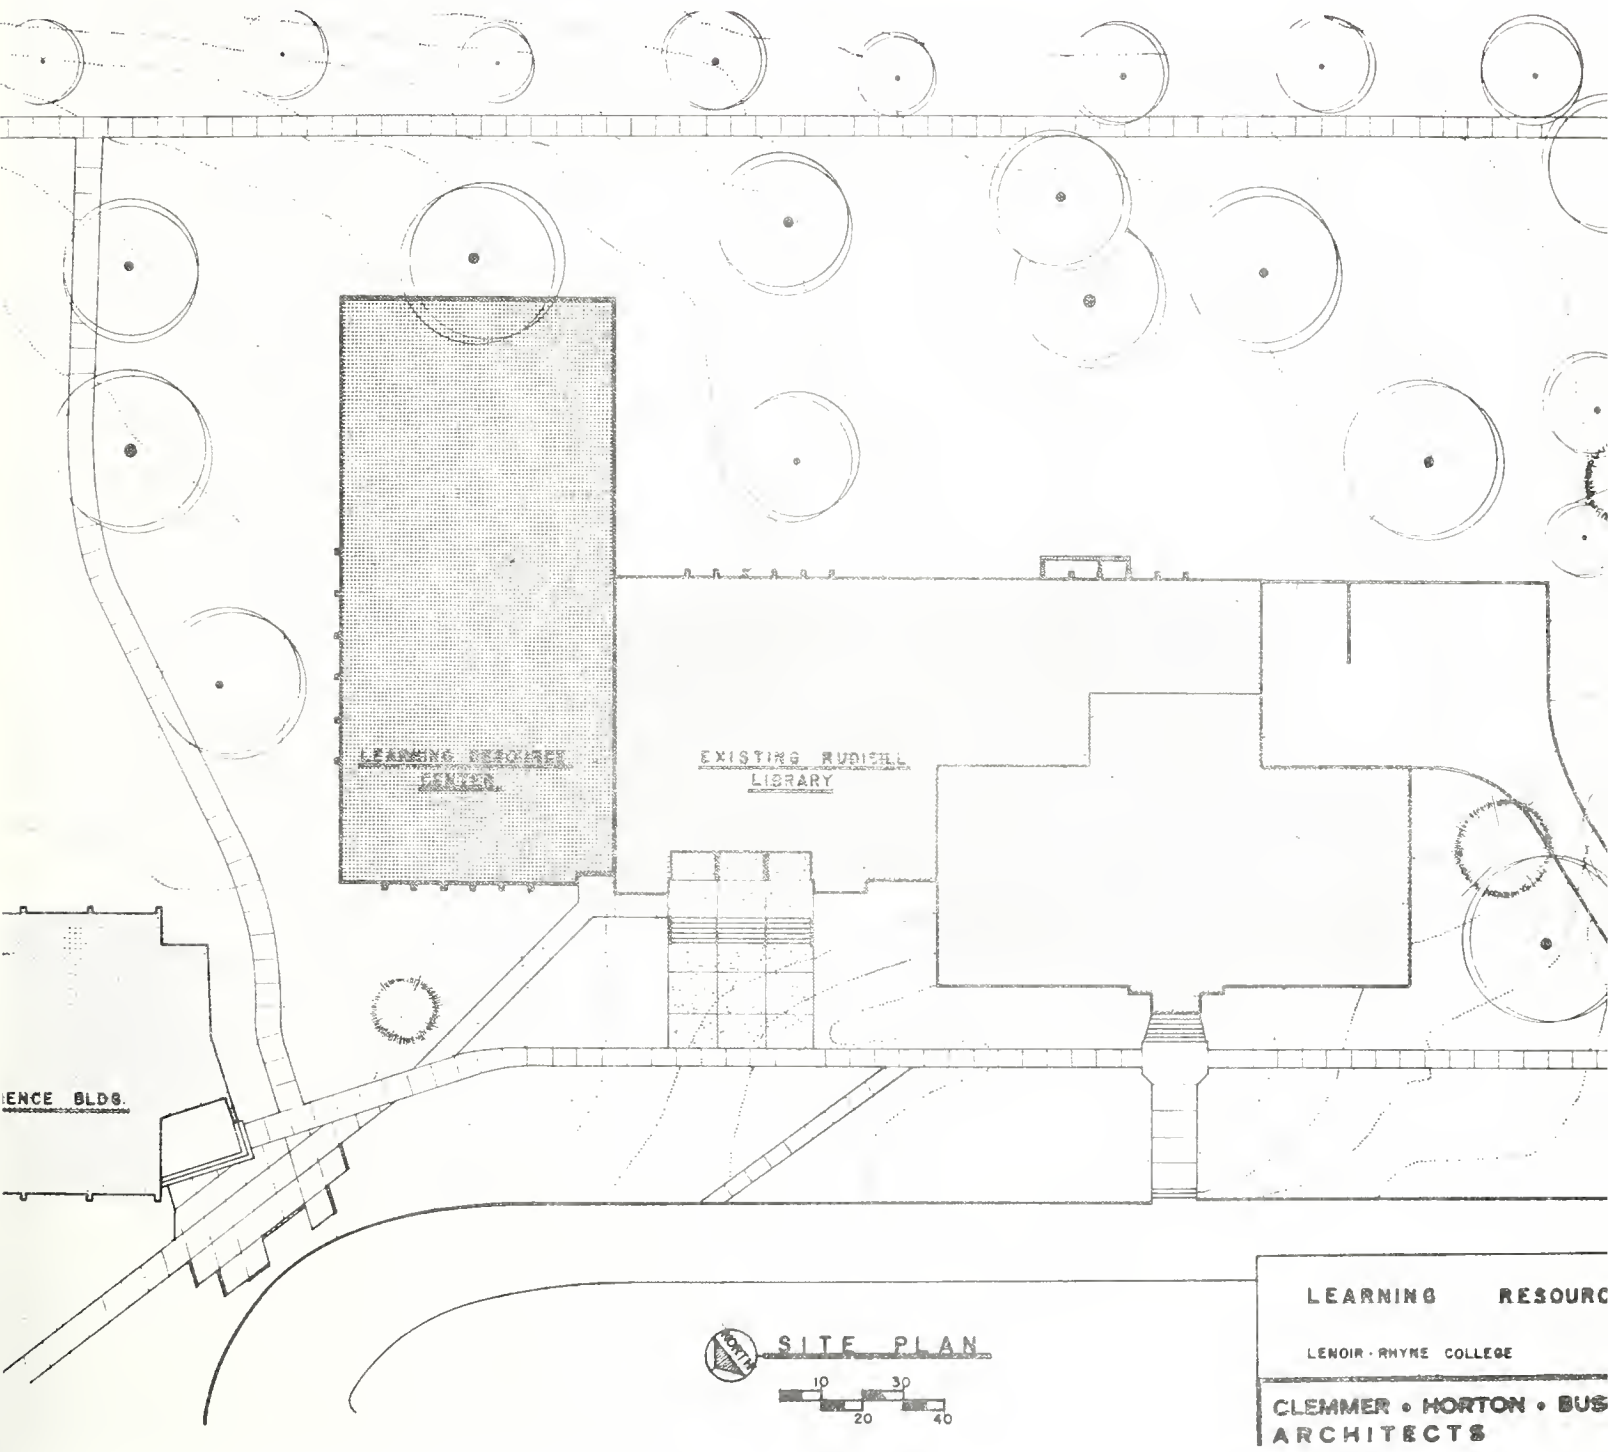 LEARNING RESOURCE
CENTER
EXISTING RUDISILL
LIBRARY
ENCE BLDG.
NORTH
SITE PLAN
10 30
20 40
LEARNING RESOURC
LENOIR-RHYNE COLLEGE
CLEMMER • HORTON • BUS
ARCHITECTS